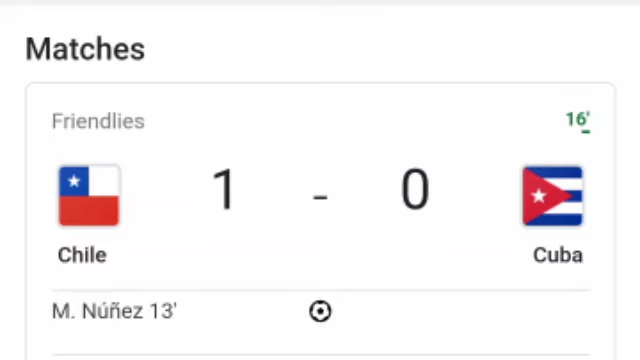 Matches
Friendlies 16'
1 - 0
Chile Cuba
M. Núñez 13'